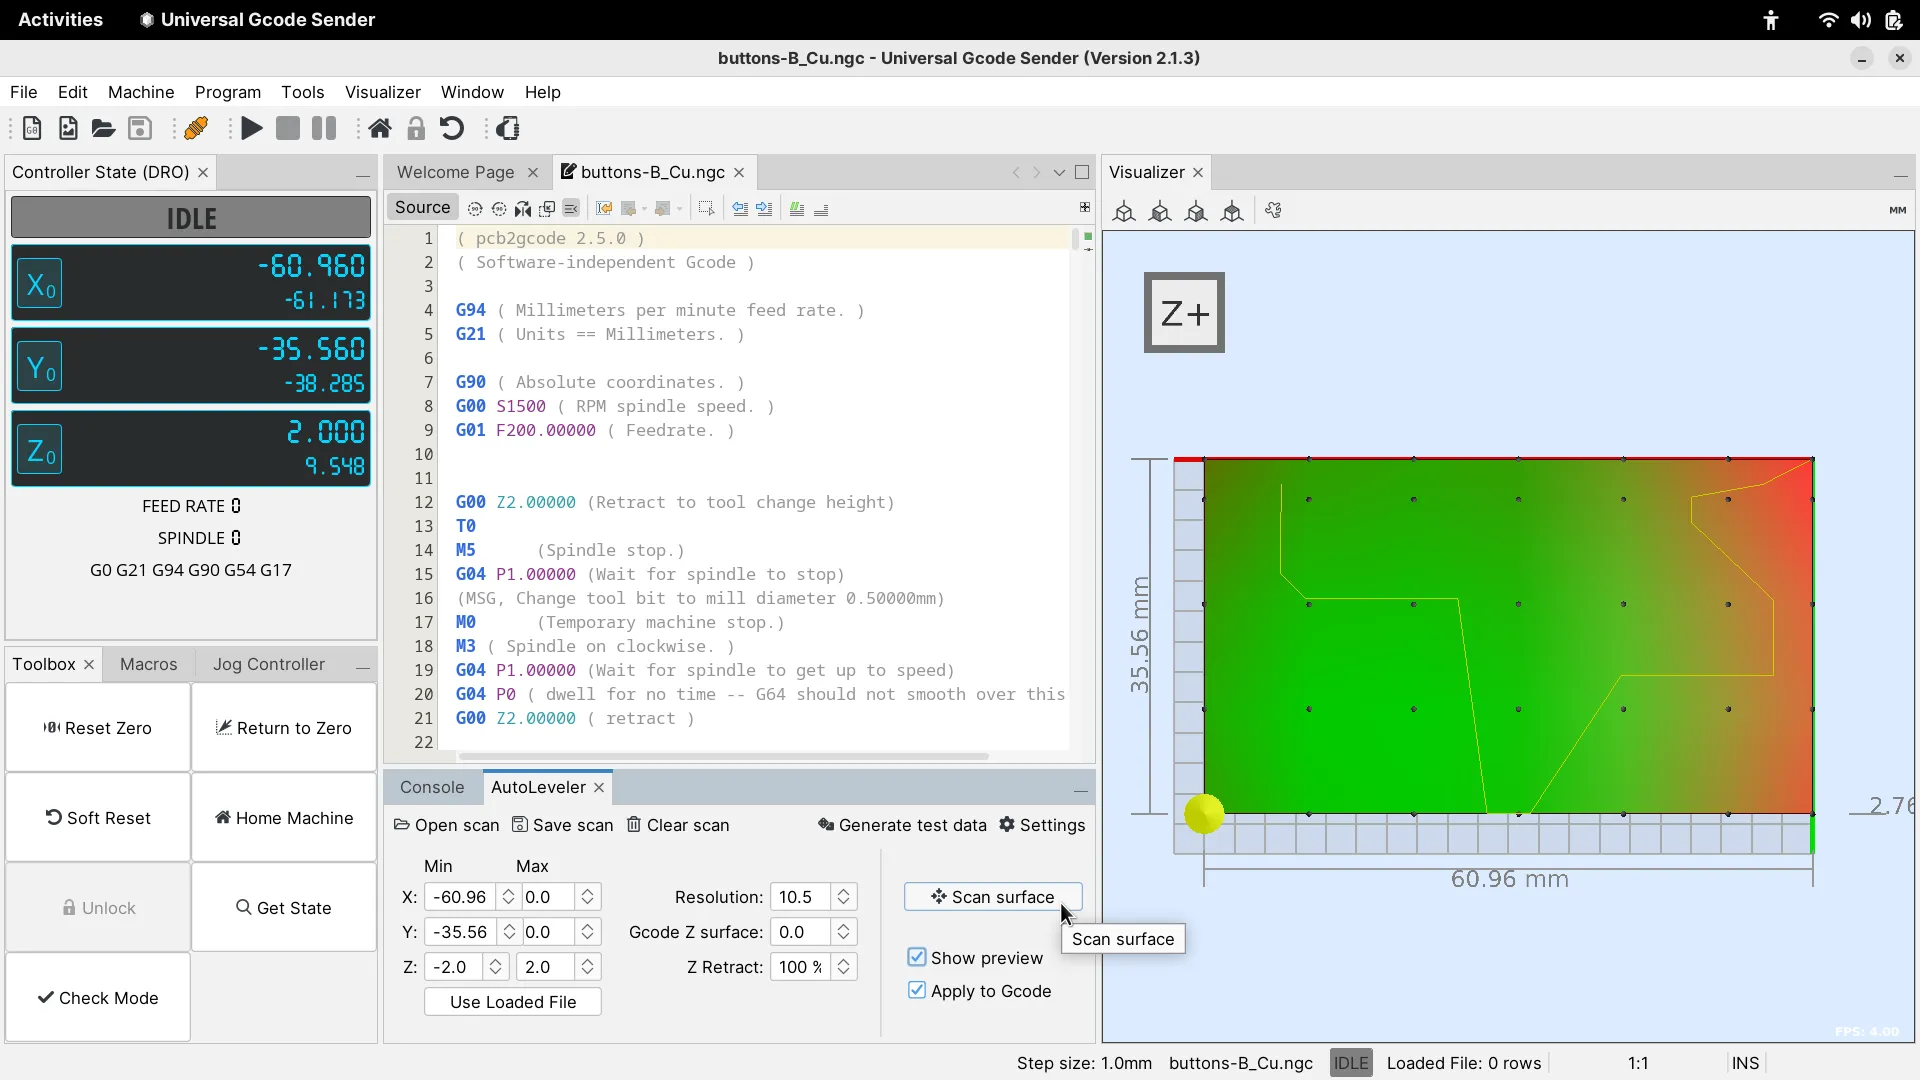 Activities Universal Gcode Sender
buttons-B_Cu.ngc - Universal Gcode Sender (Version 2.1.3)
File Edit Machine Program Tools Visualizer Window Help
Controller State (DRO)
IDLE
X0 -60.960
-61.173
Y0 -35.560
-38.285
Z0 2.000
9.548
FEED RATE 0
SPINDLE 0
G0 G21 G94 G90 G54 G17
Toolbox Macros Jog Controller
Reset Zero Return to Zero
Soft Reset Home Machine
Unlock Get State
Check Mode
Welcome Page buttons-B_Cu.ngc
Source
1 ( pcb2gcode 2.5.0 )
2 ( Software-independent Gcode )
3
4 G94 ( Millimeters per minute feed rate. )
5 G21 ( Units == Millimeters. )
6
7 G90 ( Absolute coordinates. )
8 G00 S1500 ( RPM spindle speed. )
9 G01 F200.00000 ( Feedrate. )
10
11
12 G00 Z2.00000 (Retract to tool change height)
13 T0
14 M5 (Spindle stop.)
15 G04 P1.00000 (Wait for spindle to stop)
16 (MSG, Change tool bit to mill diameter 0.50000mm)
17 M0 (Temporary machine stop.)
18 M3 ( Spindle on clockwise. )
19 G04 P1.00000 (Wait for spindle to get up to speed)
20 G04 P0 ( dwell for no time -- G64 should not smooth over this
21 G00 Z2.00000 ( retract )
22
Console AutoLeveler
Open scan Save scan Clear scan Generate test data Settings
Min Max
X: -60.96 0.0 Resolution: 10.5 Scan surface
Y: -35.56 0.0 Gcode Z surface: 0.0
Scan surface
Z: -2.0 2.0 Z Retract: 100 % Show preview
Use Loaded File Apply to Gcode
Visualizer
MM
Z+
35.56 mm
2.76
60.96 mm
FPS: 4.00
Step size: 1.0mm buttons-B_Cu.ngc IDLE Loaded File: 0 rows 1:1 INS